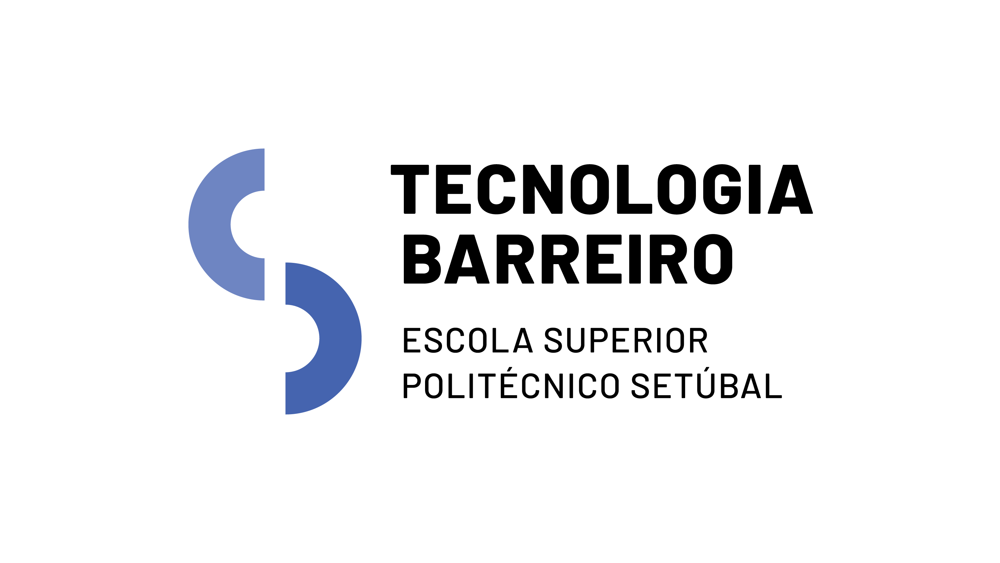 TECNOLOGIA
BARREIRO
ESCOLA SUPERIOR
POLITÉCNICO SETÚBAL